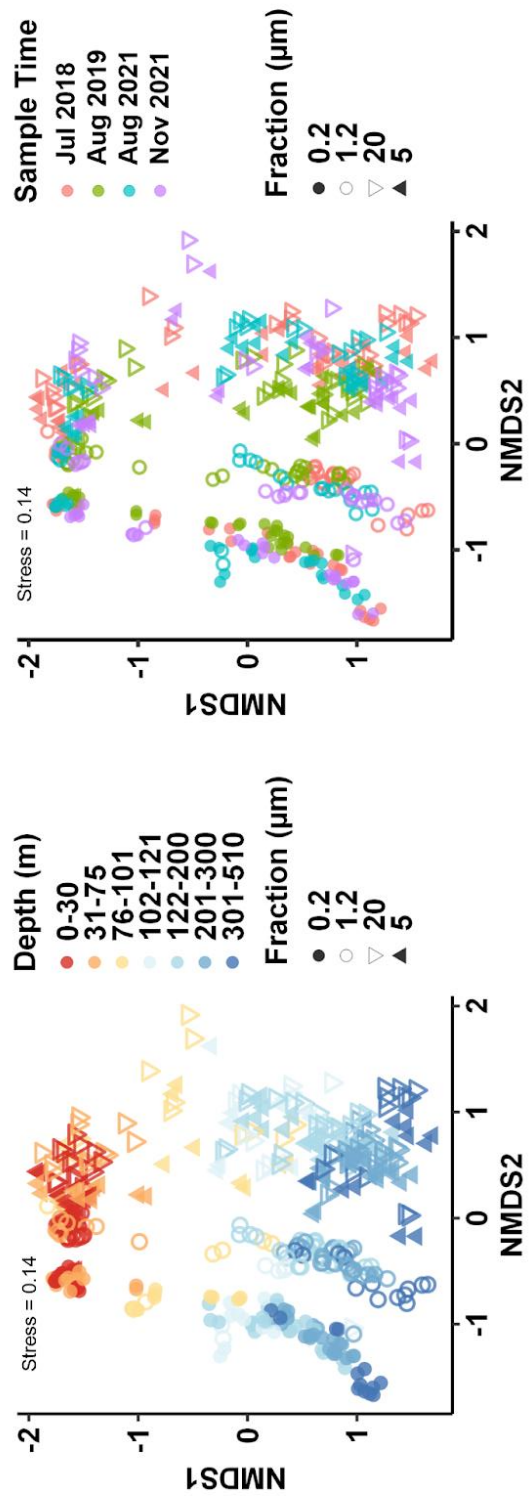 Stress = 0.14
-2
-1
0
1
NMDS1
-1
0
1
2
NMDS2
Depth (m)
0-30
31-75
76-101
102-121
122-200
201-300
301-510
Fraction (µm)
0.2
1.2
20
5
Stress = 0.14
-2
-1
0
1
NMDS1
-1
0
1
2
NMDS2
Sample Time
Jul 2018
Aug 2019
Aug 2021
Nov 2021
Fraction (µm)
0.2
1.2
20
5